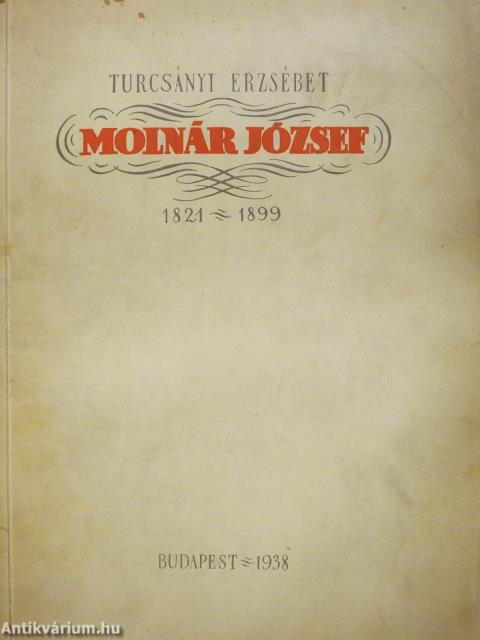 TURCSÁNYI ERZSÉBET
MOLNÁR JÓZSEF
1821 ≈ 1899
BUDAPEST ≈ 1938
Antikvárium.hu